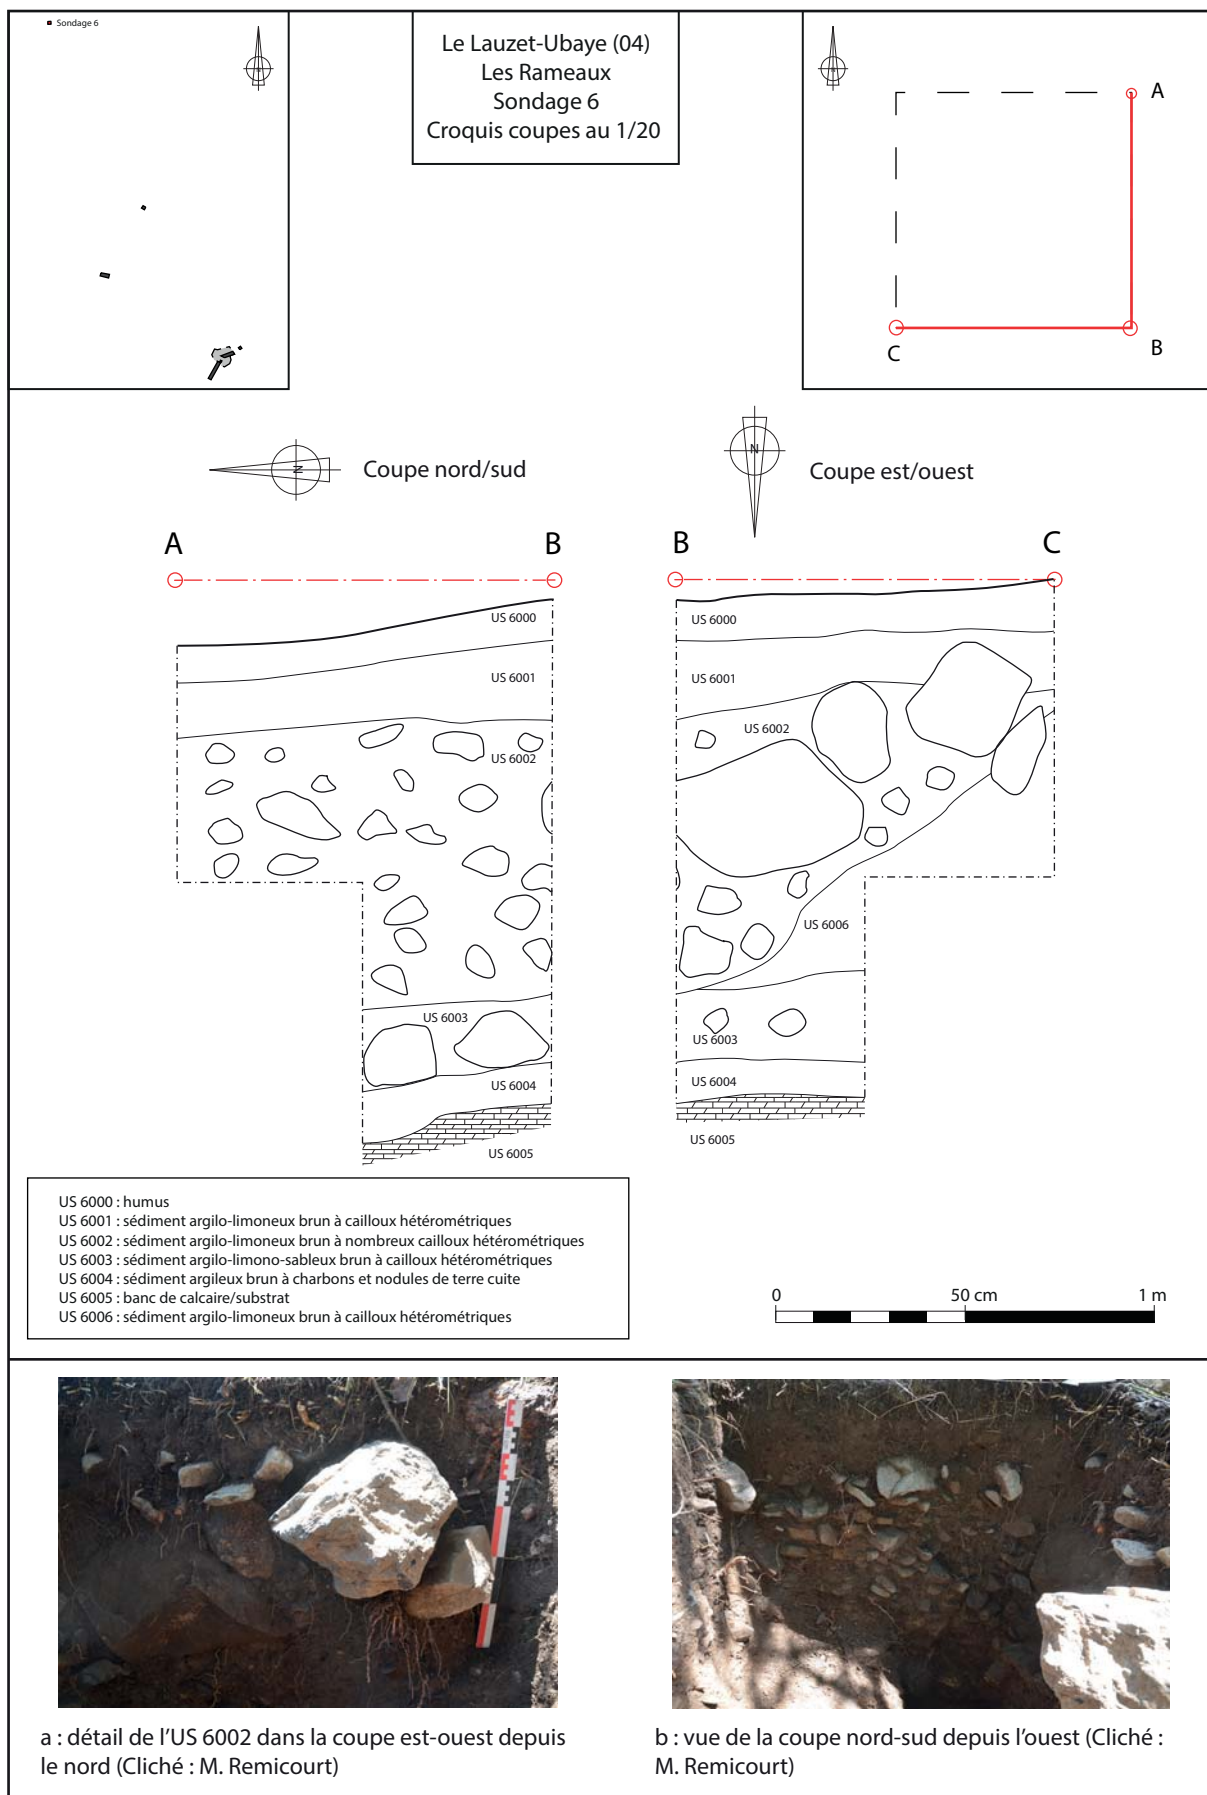 Sondage 6
N
Le Lauzet-Ubaye (04)
Les Rameaux
Sondage 6
Croquis coupes au 1/20
N
A
B
C
N
Coupe nord/sud
N
Coupe est/ouest
A
B
B
C
US 6000
US 6001
US 6002
US 6003
US 6004
US 6005
US 6000
US 6001
US 6002
US 6006
US 6003
US 6004
US 6005
US 6000 : humus
US 6001 : sédiment argilo-limoneux brun à cailloux hétérométriques
US 6002 : sédiment argilo-limoneux brun à nombreux cailloux hétérométriques
US 6003 : sédiment argilo-limono-sableux brun à cailloux hétérométriques
US 6004 : sédiment argileux brun à charbons et nodules de terre cuite
US 6005 : banc de calcaire/substrat
US 6006 : sédiment argilo-limoneux brun à cailloux hétérométriques
0
50 cm
1 m
a : détail de l'US 6002 dans la coupe est-ouest depuis
le nord (Cliché : M. Remicourt)
b : vue de la coupe nord-sud depuis l'ouest (Cliché :
M. Remicourt)